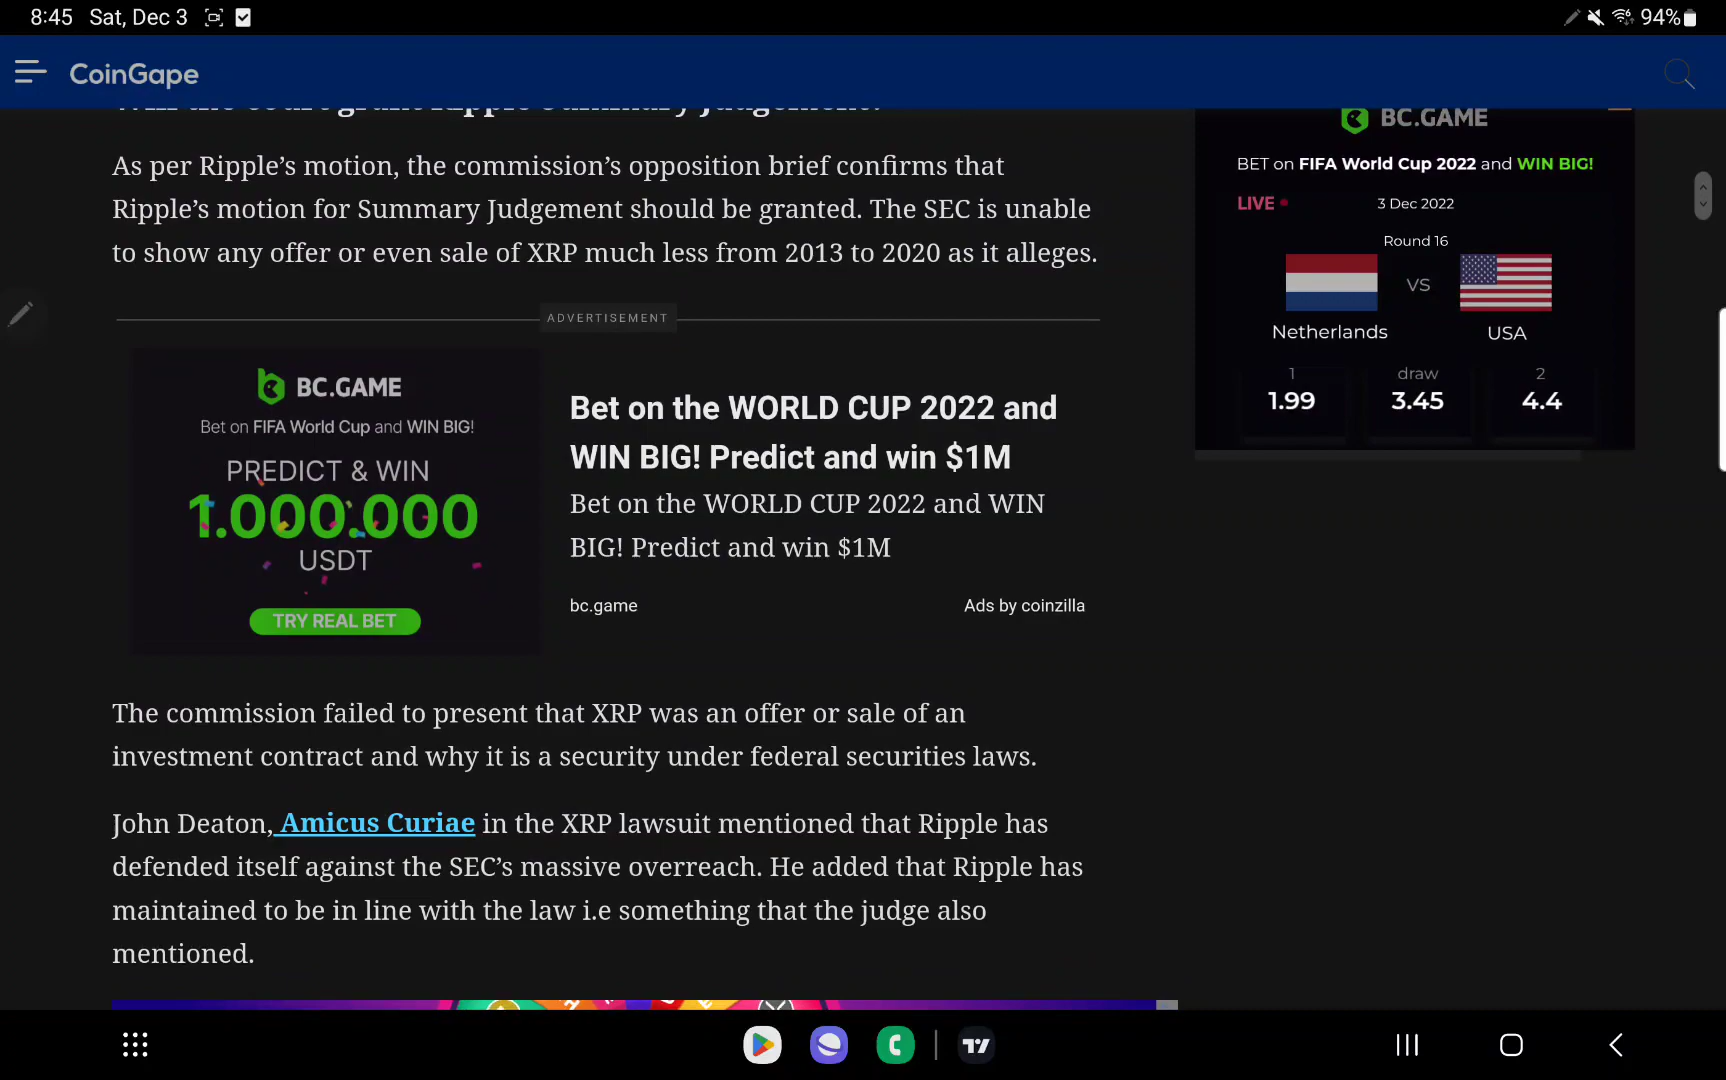 8:45 Sat, Dec 3
94%
CoinGape
Will the court grant Ripple Summary Judgement?
As per Ripple’s motion, the commission’s opposition brief confirms that
Ripple’s motion for Summary Judgement should be granted. The SEC is unable
to show any offer or even sale of XRP much less from 2013 to 2020 as it alleges.
ADVERTISEMENT
BC.GAME
Bet on FIFA World Cup and WIN BIG!
PREDICT & WIN
1.000.000
USDT
TRY REAL BET
Bet on the WORLD CUP 2022 and
WIN BIG! Predict and win $1M
Bet on the WORLD CUP 2022 and WIN
BIG! Predict and win $1M
bc.game
Ads by coinzilla
The commission failed to present that XRP was an offer or sale of an
investment contract and why it is a security under federal securities laws.
John Deaton, Amicus Curiae in the XRP lawsuit mentioned that Ripple has
defended itself against the SEC’s massive overreach. He added that Ripple has
maintained to be in line with the law i.e something that the judge also
mentioned.
BC.GAME
BET on FIFA World Cup 2022 and WIN BIG!
LIVE
3 Dec 2022
Round 16
VS
Netherlands
USA
1
draw
2
1.99
3.45
4.4